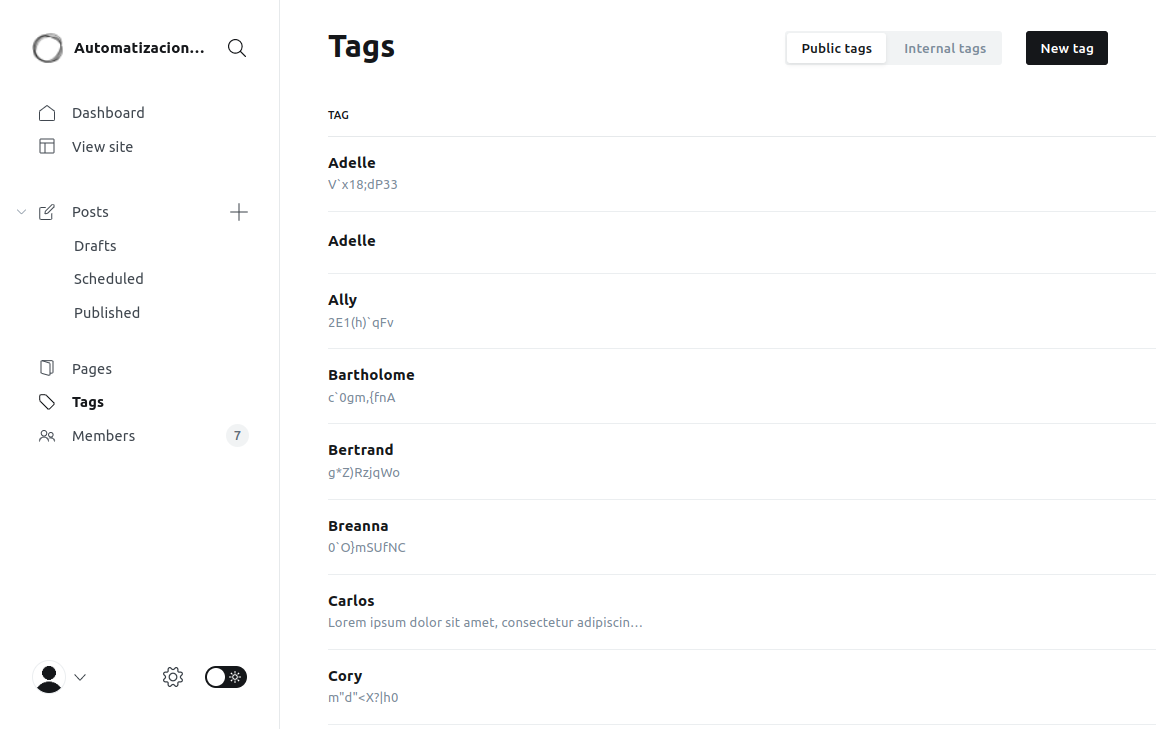 Automatizacion...
Dashboard
View site
Posts
Drafts
Scheduled
Published
Pages
Tags
Members 7
Tags
Public tags Internal tags New tag
TAG
Adelle
V`x18;dP33
Adelle
Ally
2E1(h)`qFv
Bartholome
c`0gm,{fnA
Bertrand
g*Z)RzjqWo
Breanna
0`O}mSUfNC
Carlos
Lorem ipsum dolor sit amet, consectetur adipiscin...
Cory
m"d"<X?|h0